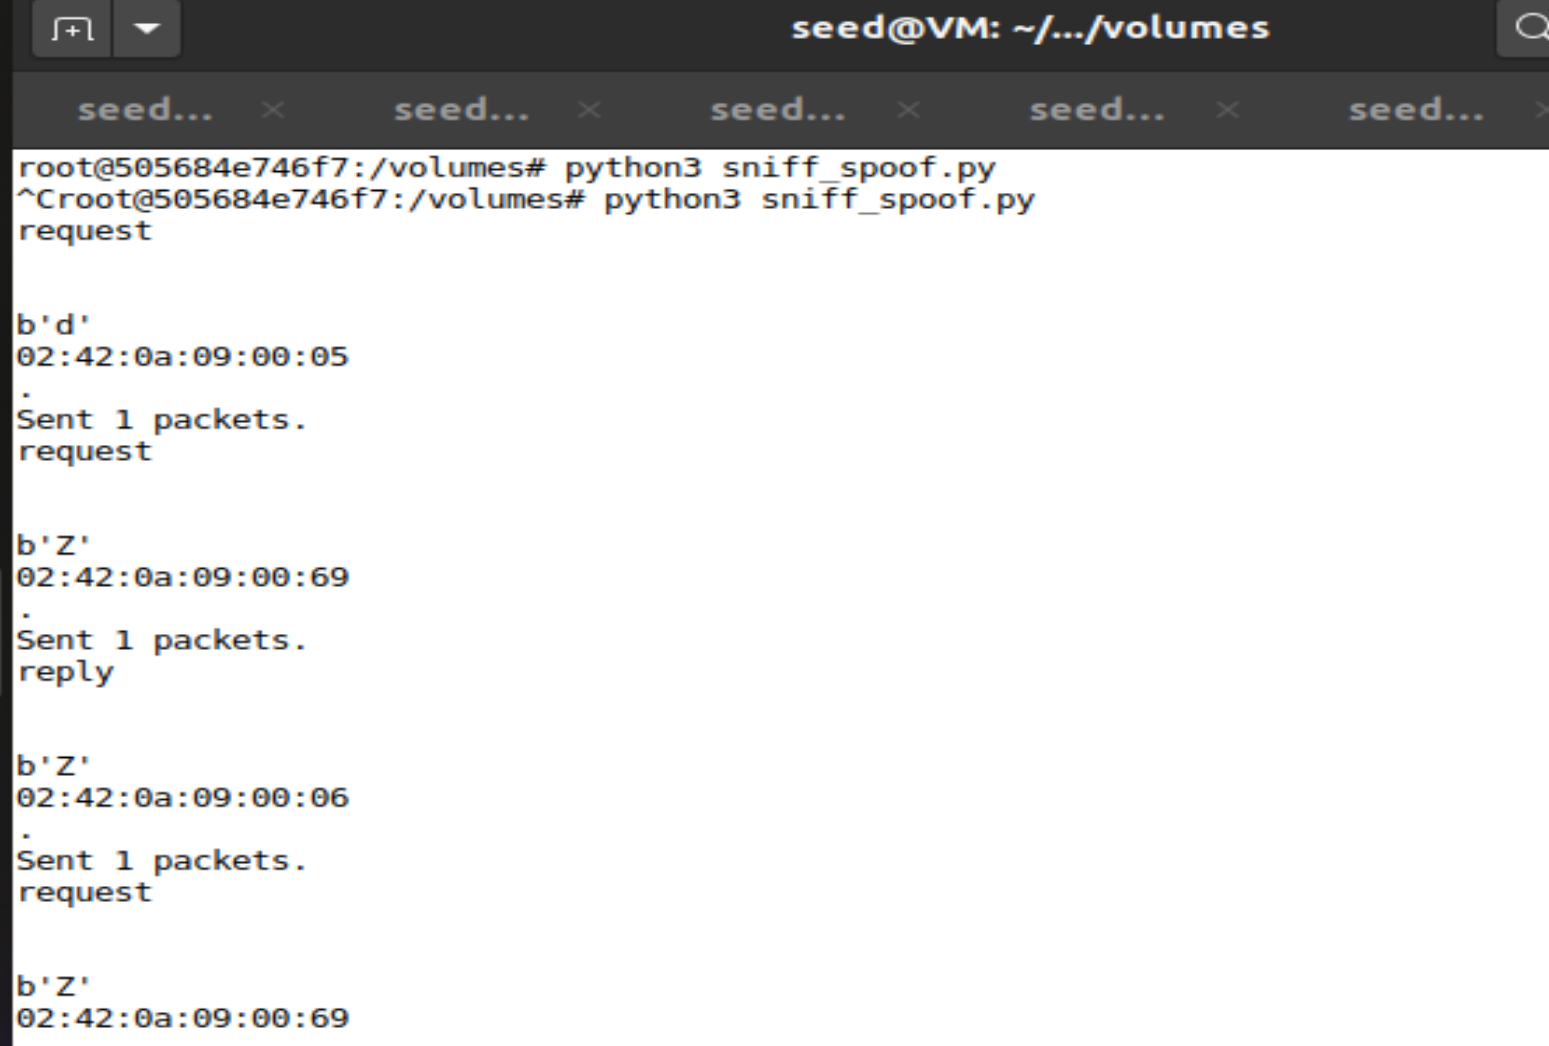 seed@VM: ~/.../volumes
seed... × seed... × seed... × seed... × seed... ×
root@505684e746f7:/volumes# python3 sniff_spoof.py
^Croot@505684e746f7:/volumes# python3 sniff_spoof.py
request
b'd'
02:42:0a:09:00:05
.
Sent 1 packets.
request
b'Z'
02:42:0a:09:00:69
.
Sent 1 packets.
reply
b'Z'
02:42:0a:09:00:06
.
Sent 1 packets.
request
b'Z'
02:42:0a:09:00:69